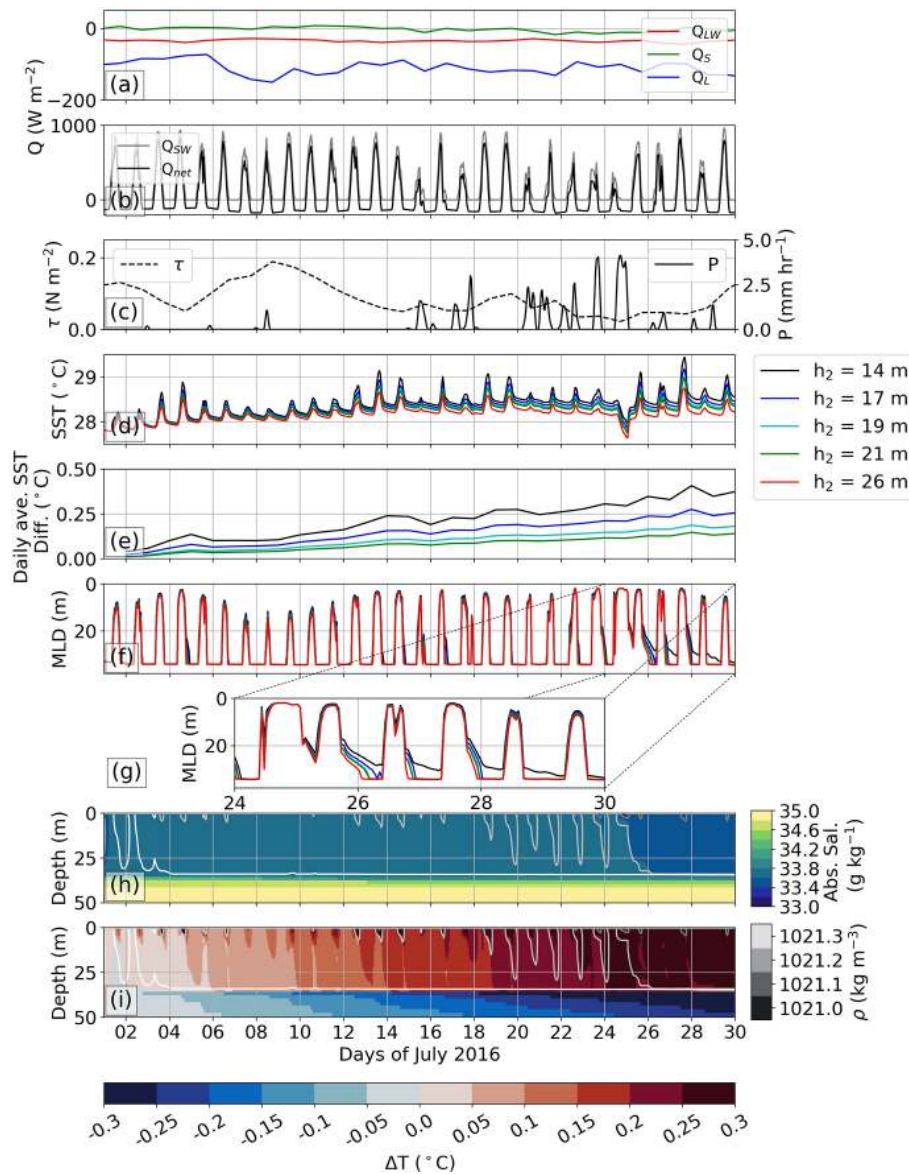 0
−200
Q (W m⁻²)
(a)
Q_LW
Q_S
Q_L
1000
0
Q_SW
Q_net
(b)
0.2
0.0
τ (N m⁻²)
τ
P
5.0
2.5
0.0
P (mm hr⁻¹)
(c)
29
28
SST (°C)
(d)
h₂ = 14 m
h₂ = 17 m
h₂ = 19 m
h₂ = 21 m
h₂ = 26 m
0.50
0.25
0.00
Daily ave. SST
Diff. (°C)
(e)
0
20
MLD (m)
(f)
0
20
MLD (m)
(g)
24 26 28 30
0
25
50
Depth (m)
(h)
35.0
34.6
34.2
33.8
33.4
33.0
Abs. Sal.
(g kg⁻¹)
0
25
50
Depth (m)
(i)
1021.3
1021.2
1021.1
1021.0
ρ (kg m⁻³)
02 04 06 08 10 12 14 16 18 20 22 24 26 28 30
Days of July 2016
-0.3 -0.25 -0.2 -0.15 -0.1 -0.05 0.0 0.05 0.1 0.15 0.2 0.25 0.3
ΔT (°C)